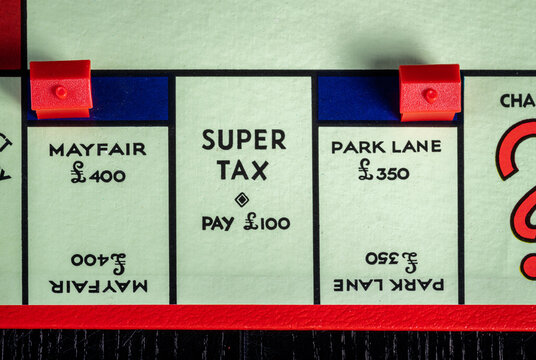 MAYFAIR
£400
£400
MAYFAIR
SUPER
TAX
PAY £100
PARK LANE
£350
£350
PARK LANE
CHA
?